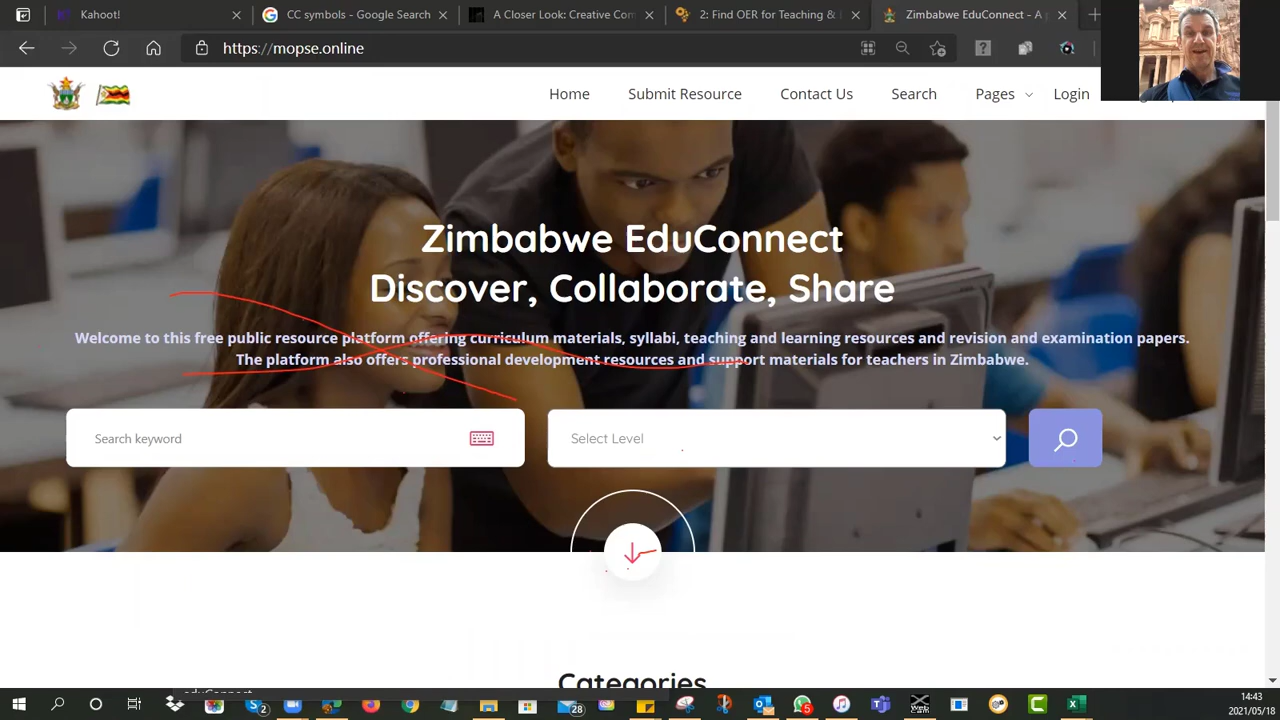 Kahoot!
CC symbols - Google Search
A Closer Look: Creative Com
2: Find OER for Teaching &
Zimbabwe EduConnect - A
https://mopse.online
Home
Submit Resource
Contact Us
Search
Pages
Login
Zimbabwe EduConnect
Discover, Collaborate, Share
Welcome to this free public resource platform offering curriculum materials, syllabi, teaching and learning resources and revision and examination papers.
The platform also offers professional development resources and support materials for teachers in Zimbabwe.
Search keyword
Select Level
Categories
eduConnect
2
28
5
14:43
2021/05/18